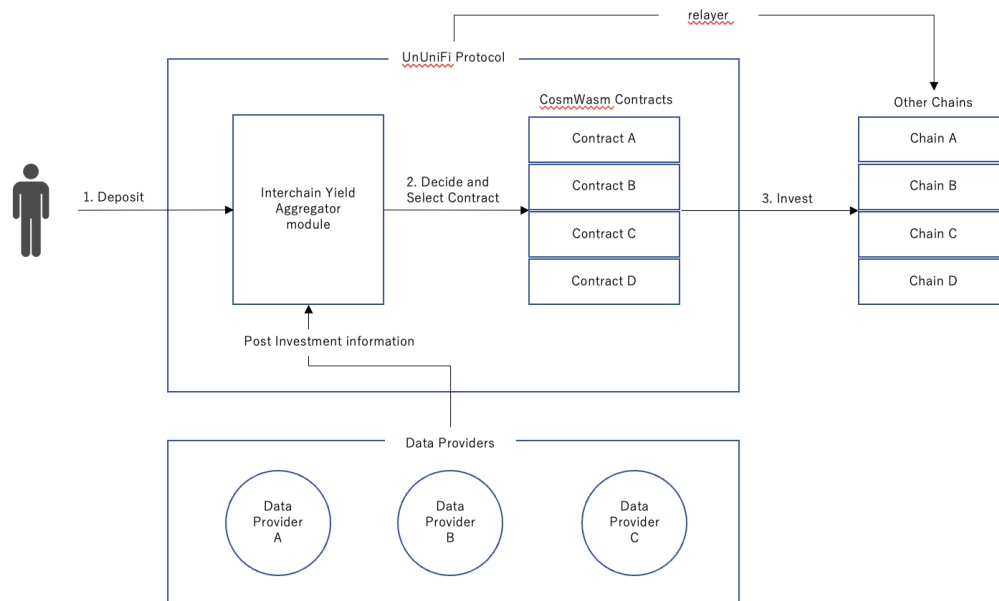 relayer
UnUniFi Protocol
CosmWasm Contracts
Other Chains
Contract A
Chain A
1. Deposit
Interchain Yield
Aggregator
module
2. Decide and
Select Contract
Contract B
3. Invest
Chain B
Contract C
Chain C
Contract D
Chain D
Post Investment information
Data Providers
Data
Provider
A
Data
Provider
B
Data
Provider
C